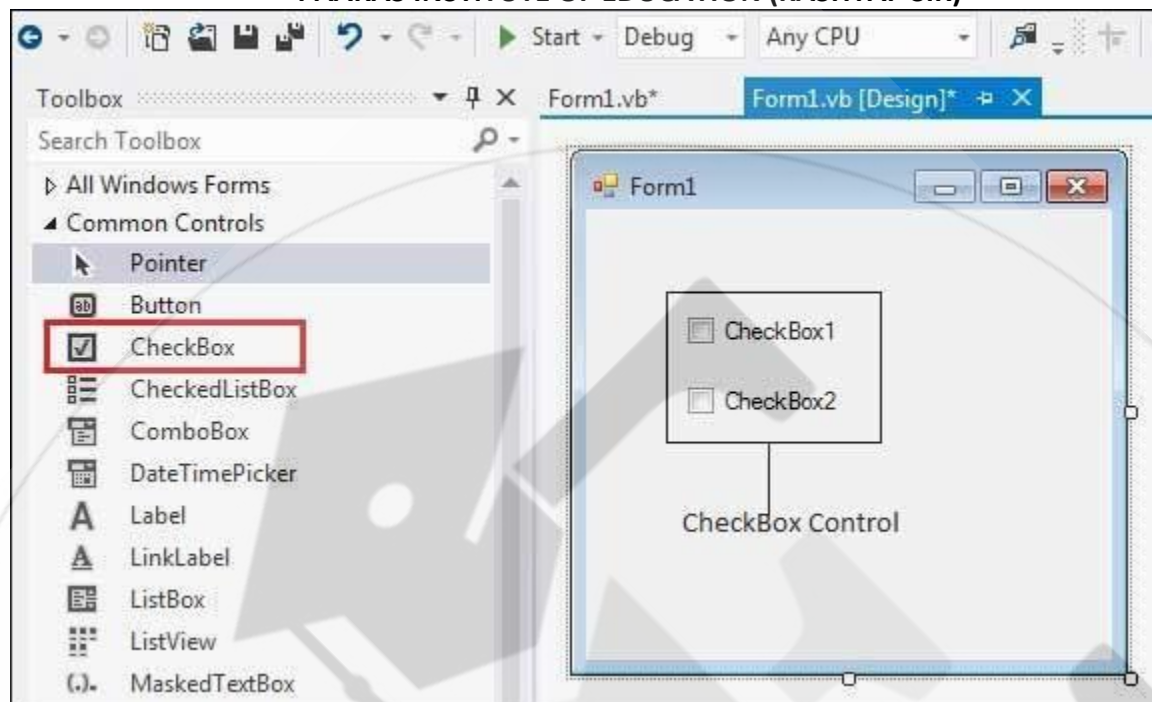 Start Debug Any CPU
Toolbox
Form1.vb*
Form1.vb [Design]*
Search Toolbox
All Windows Forms
Common Controls
Pointer
Button
CheckBox
CheckedListBox
ComboBox
DateTimePicker
Label
LinkLabel
ListBox
ListView
MaskedTextBox
Form1
CheckBox1
CheckBox2
CheckBox Control